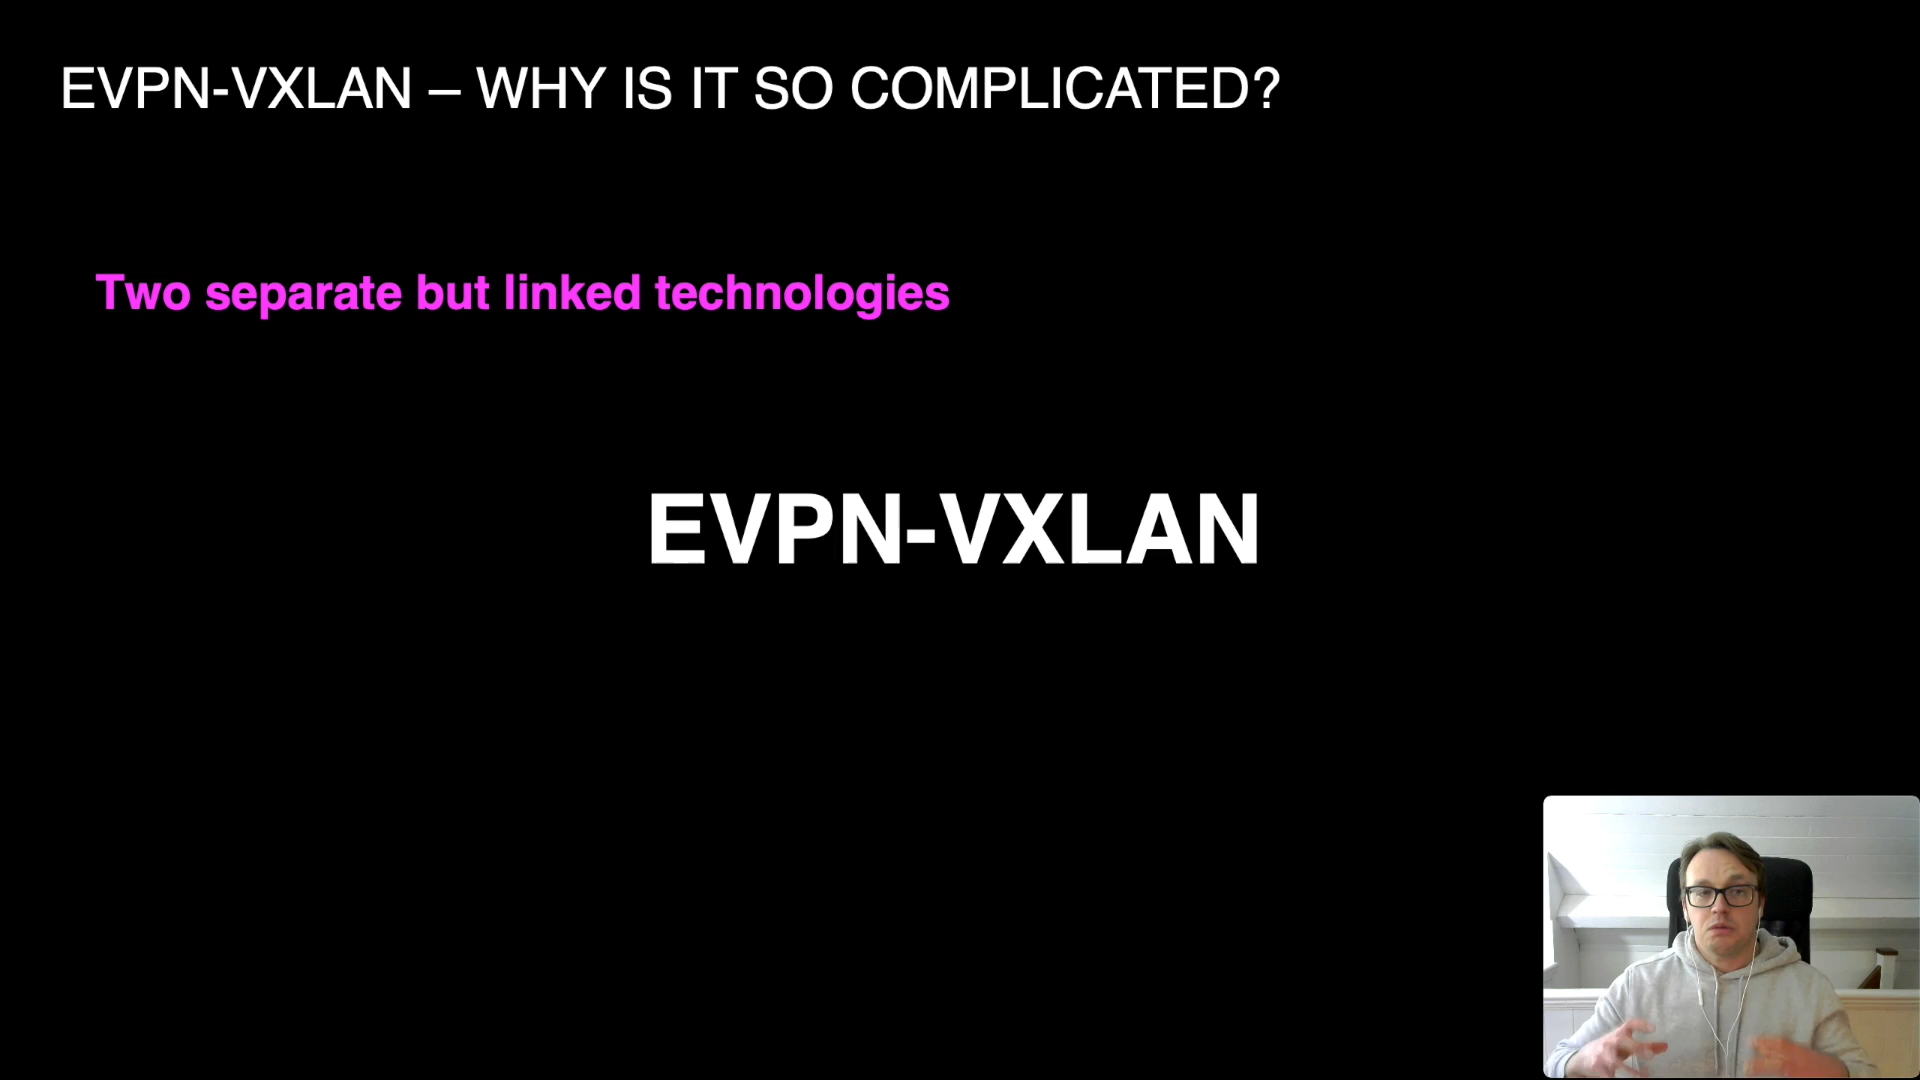 EVPN-VXLAN – WHY IS IT SO COMPLICATED?
Two separate but linked technologies
EVPN-VXLAN